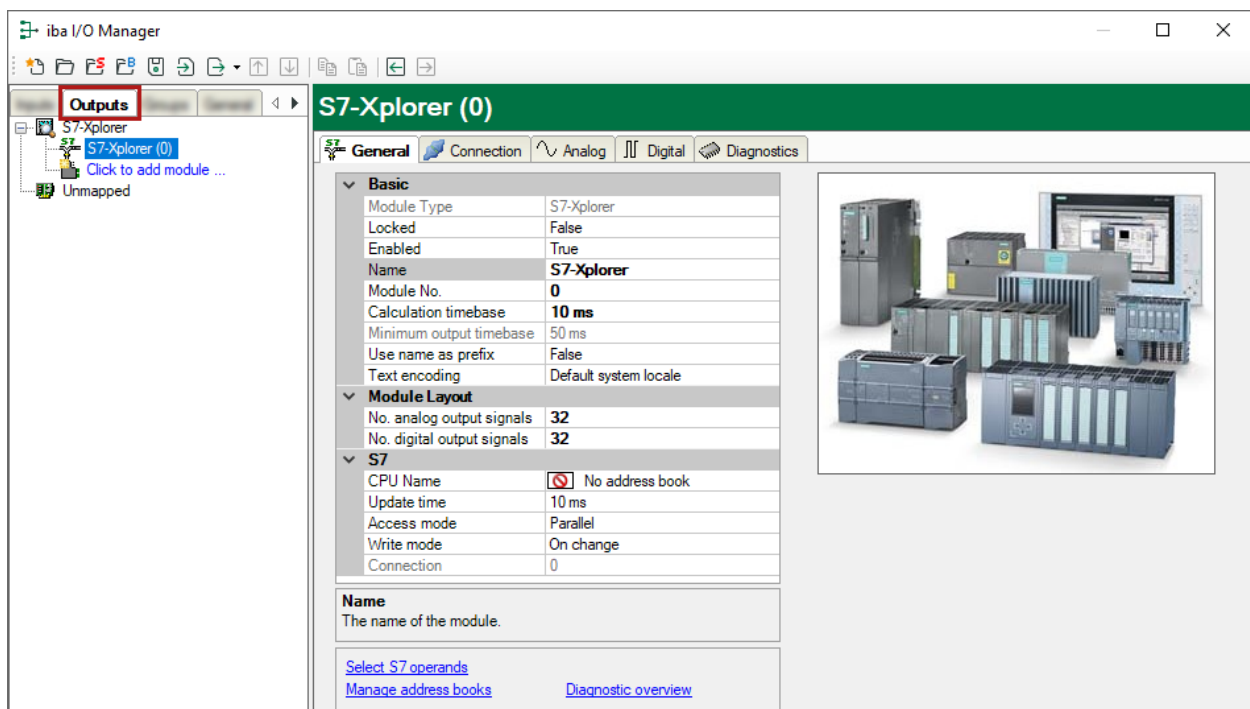 iba I/O Manager
Outputs
S7-Xplorer
S7-Xplorer (0)
Click to add module ...
Unmapped
S7-Xplorer (0)
General Connection Analog Digital Diagnostics
Basic
Module Type S7-Xplorer
Locked False
Enabled True
Name S7-Xplorer
Module No. 0
Calculation timebase 10 ms
Minimum output timebase 50 ms
Use name as prefix False
Text encoding Default system locale
Module Layout
No. analog output signals 32
No. digital output signals 32
S7
CPU Name No address book
Update time 10 ms
Access mode Parallel
Write mode On change
Connection 0
Name
The name of the module.
Select S7 operands
Manage address books Diagnostic overview